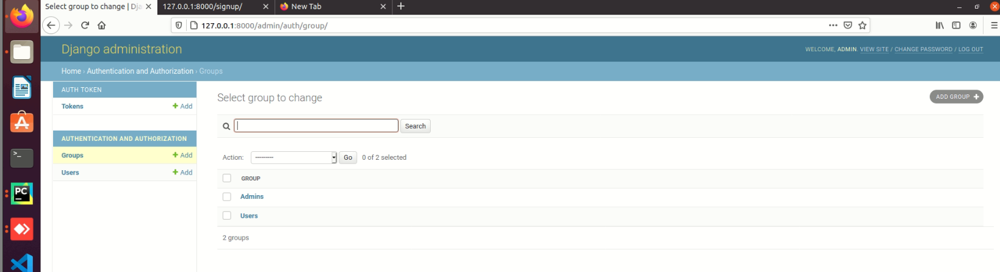 Select group to change | Dja
127.0.0.1:8000/signup/
New Tab
127.0.0.1:8000/admin/auth/group/
Django administration
WELCOME, ADMIN. VIEW SITE / CHANGE PASSWORD / LOG OUT
Home › Authentication and Authorization › Groups
AUTH TOKEN
Tokens
+ Add
AUTHENTICATION AND AUTHORIZATION
Groups
+ Add
Users
+ Add
Select group to change
ADD GROUP +
Search
Action:
---------
Go
0 of 2 selected
GROUP
Admins
Users
2 groups
>_
PC